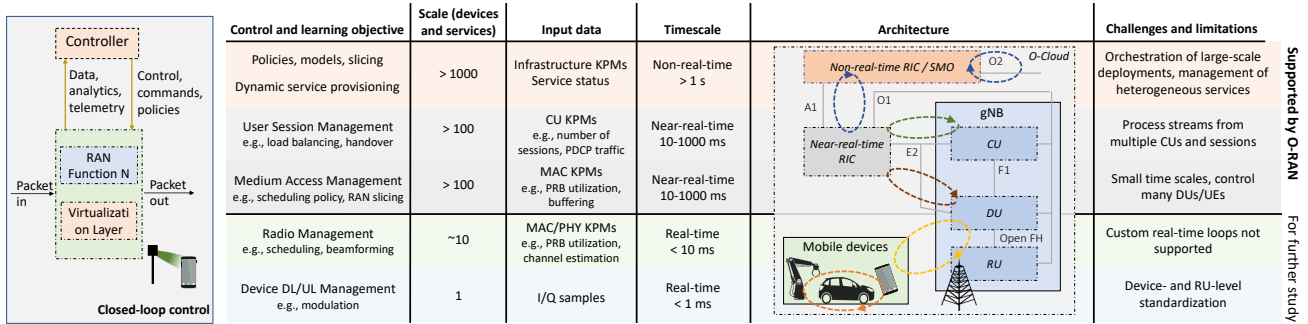 Controller
Data,
analytics,
telemetry
Control,
commands,
policies
RAN
Function N
Packet
in
Packet
out
Virtualizati
on Layer
Closed-loop control
Control and learning objective
Scale (devices
and services)
Input data
Timescale
Architecture
Challenges and limitations
Policies, models, slicing
Dynamic service provisioning
> 1000
Infrastructure KPMs
Service status
Non-real-time
> 1 s
Orchestration of large-scale
deployments, management of
heterogeneous services
User Session Management
e.g., load balancing, handover
> 100
CU KPMs
e.g., number of
sessions, PDCP traffic
Near-real-time
10-1000 ms
Process streams from
multiple CUs and sessions
Medium Access Management
e.g., scheduling policy, RAN slicing
> 100
MAC KPMs
e.g., PRB utilization,
buffering
Near-real-time
10-1000 ms
Small time scales, control
many DUs/UEs
Radio Management
e.g., scheduling, beamforming
~10
MAC/PHY KPMs
e.g., PRB utilization,
channel estimation
Real-time
< 10 ms
Custom real-time loops not
supported
Device DL/UL Management
e.g., modulation
1
I/Q samples
Real-time
< 1 ms
Device- and RU-level
standardization
Non-real-time RIC / SMO
O2
O-Cloud
A1
O1
gNB
Near-real-time
RIC
E2
CU
F1
DU
Open FH
RU
Mobile devices
Supported by O-RAN
For further study